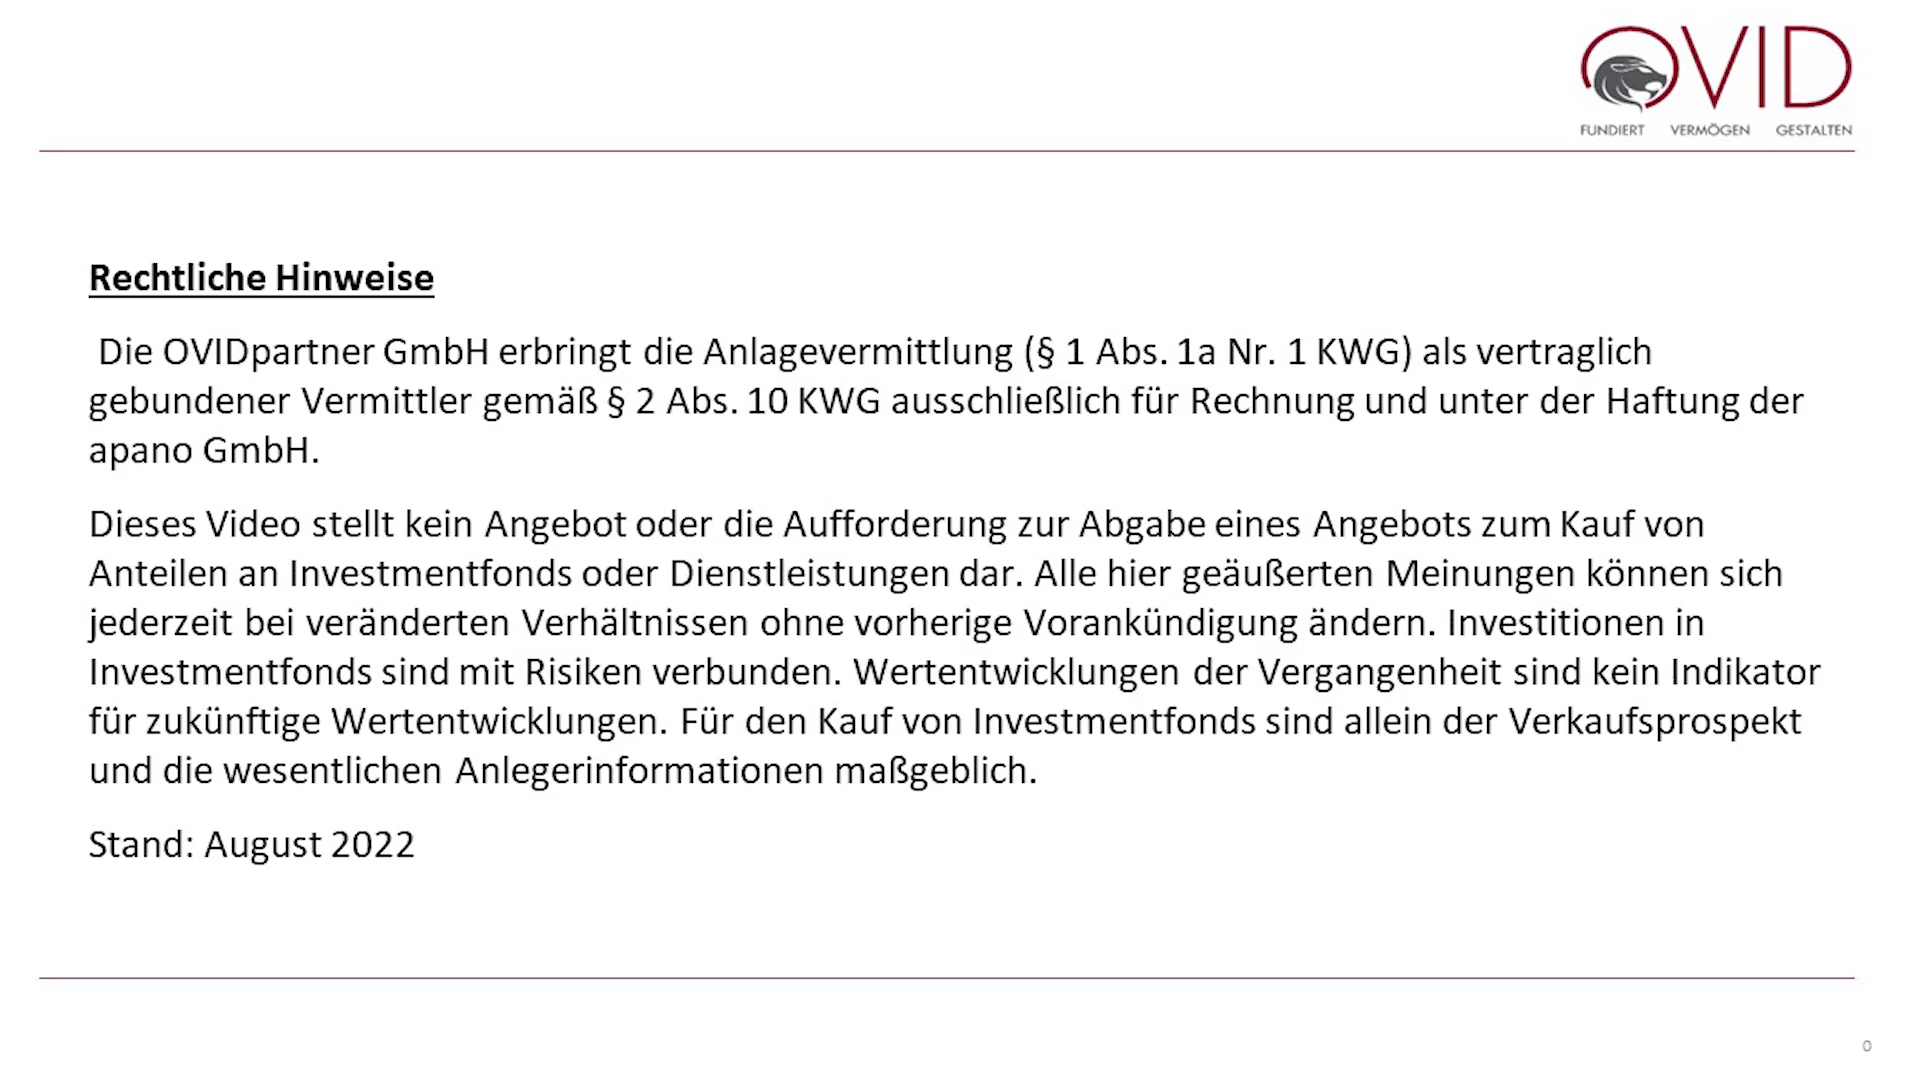 OVID
FUNDIERT VERMÖGEN GESTALTEN
Rechtliche Hinweise
Die OVIDpartner GmbH erbringt die Anlagevermittlung (§ 1 Abs. 1a Nr. 1 KWG) als vertraglich
gebundener Vermittler gemäß § 2 Abs. 10 KWG ausschließlich für Rechnung und unter der Haftung der
apano GmbH.
Dieses Video stellt kein Angebot oder die Aufforderung zur Abgabe eines Angebots zum Kauf von
Anteilen an Investmentfonds oder Dienstleistungen dar. Alle hier geäußerten Meinungen können sich
jederzeit bei veränderten Verhältnissen ohne vorherige Vorankündigung ändern. Investitionen in
Investmentfonds sind mit Risiken verbunden. Wertentwicklungen der Vergangenheit sind kein Indikator
für zukünftige Wertentwicklungen. Für den Kauf von Investmentfonds sind allein der Verkaufsprospekt
und die wesentlichen Anlegerinformationen maßgeblich.
Stand: August 2022
0